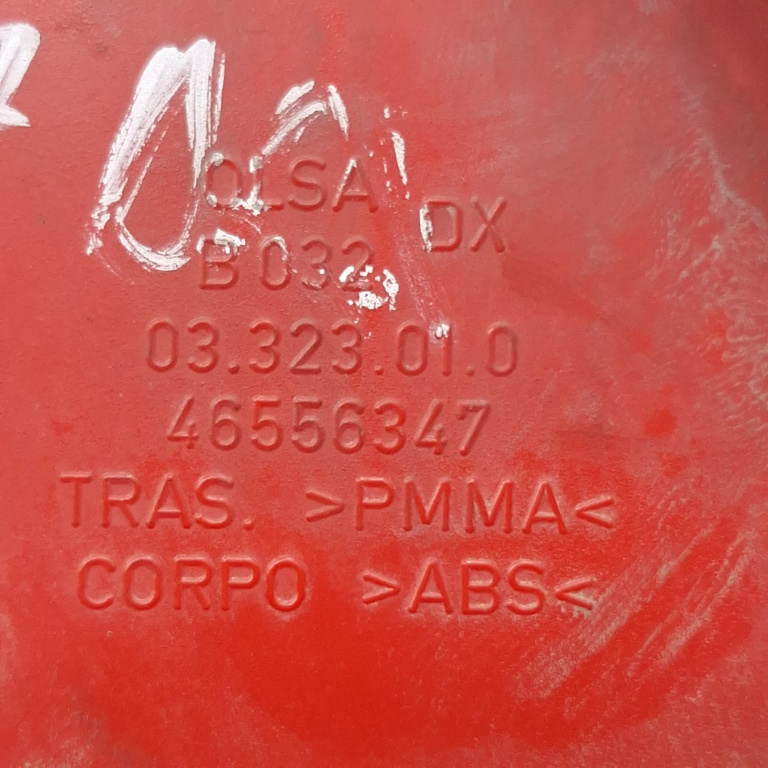 OLSA
DX
B 032
03.323.01.0
46556347
TRAS. >PMMA<
CORPO >ABS<